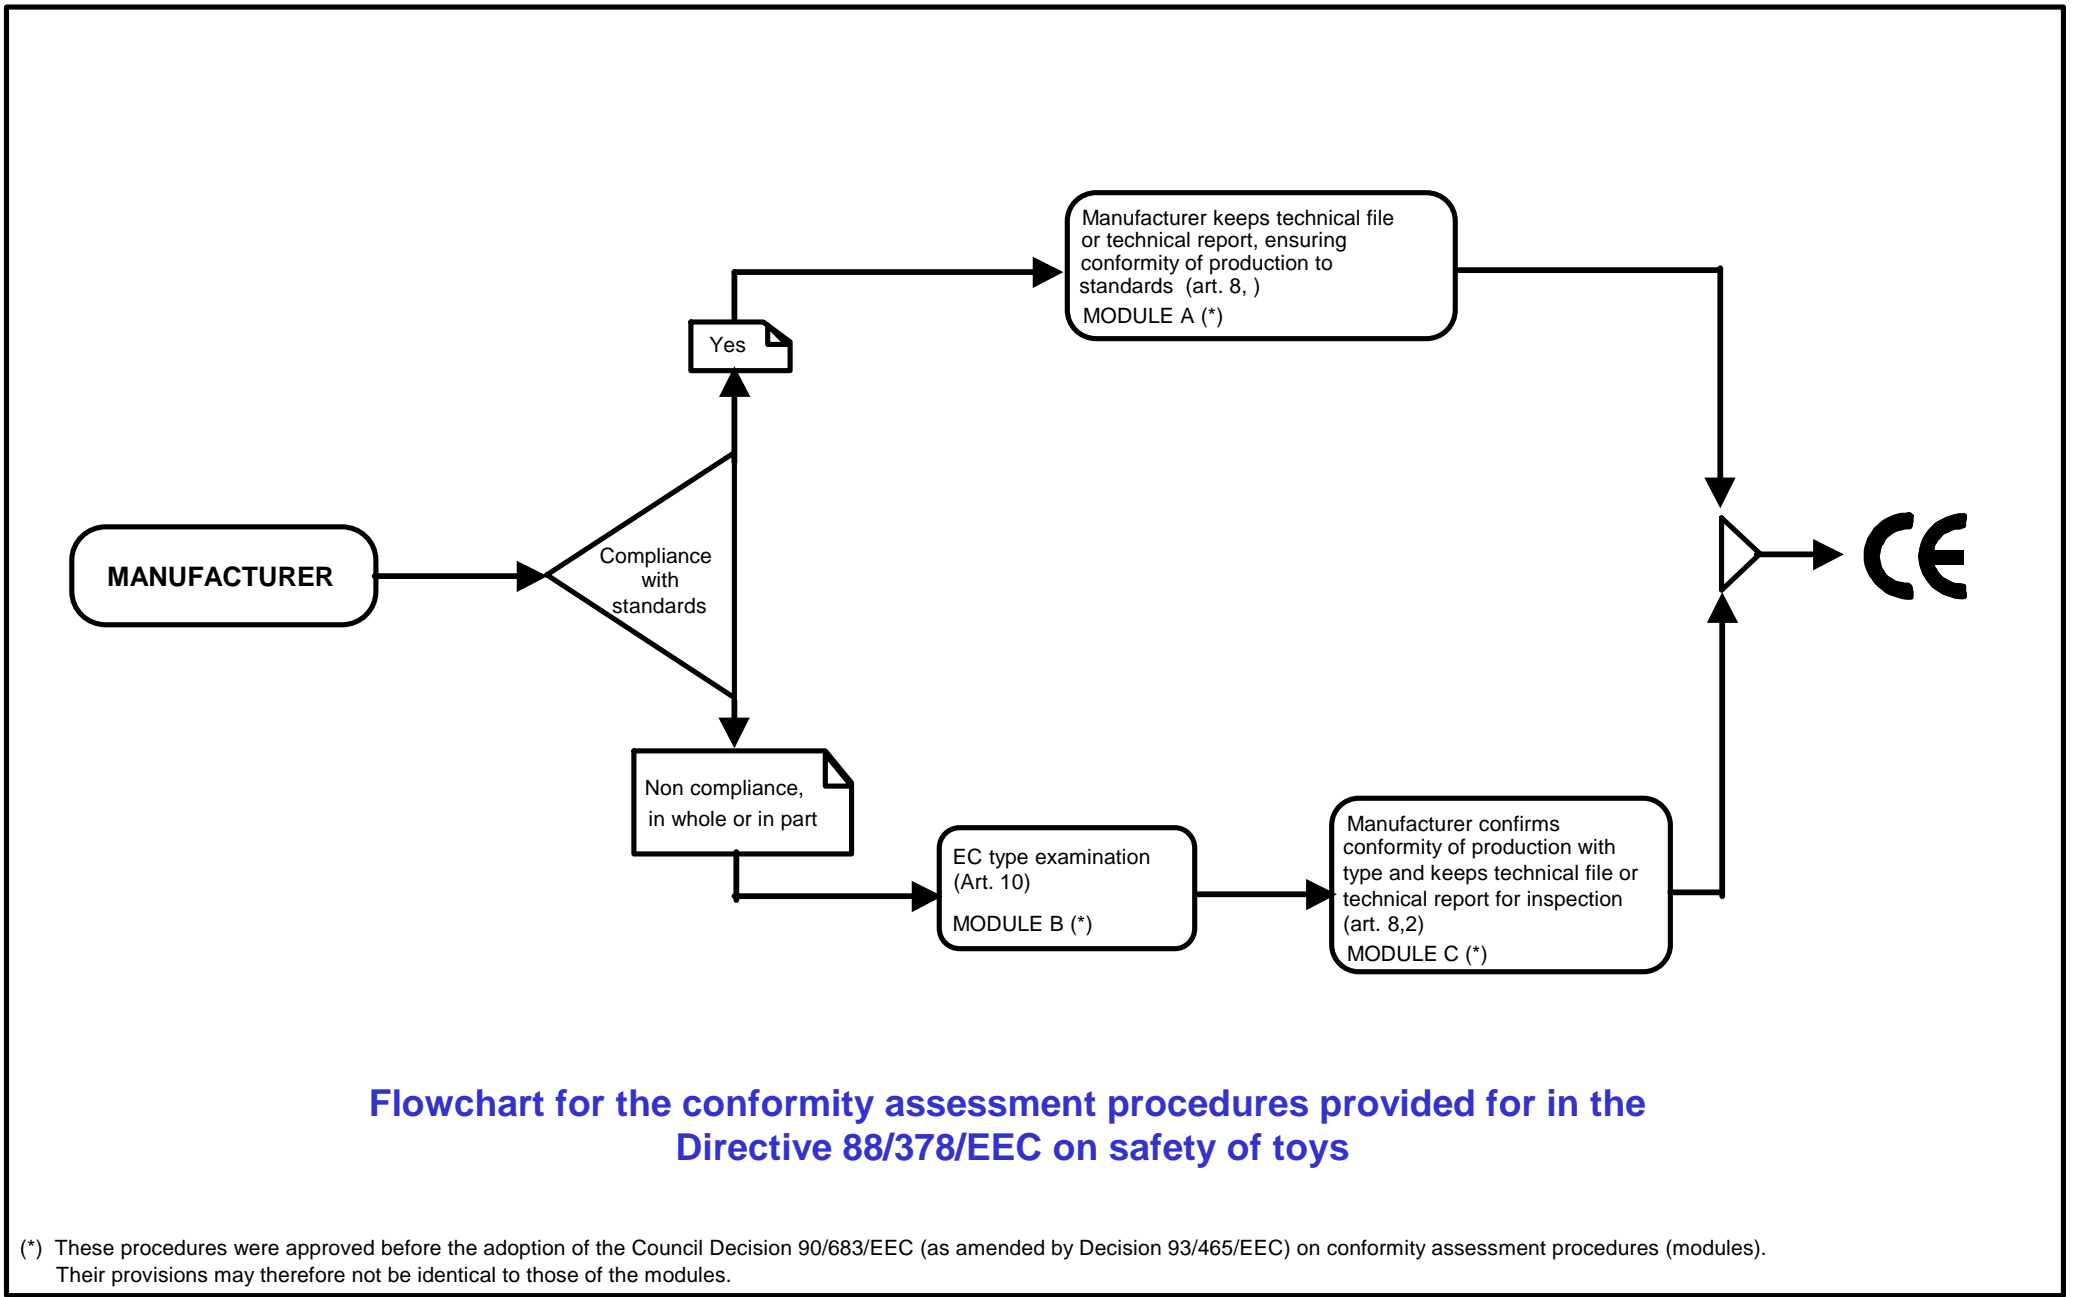 Manufacturer keeps technical file
or technical report, ensuring
conformity of production to
standards  (art. 8, )
MODULE A (*)
Yes
MANUFACTURER
Compliance
with
standards
CE
Non compliance,
in whole or in part
EC type examination
(Art. 10)
MODULE B (*)
Manufacturer confirms
conformity of production with
type and keeps technical file or
technical report for inspection
(art. 8,2)
MODULE C (*)
Flowchart for the conformity assessment procedures provided for in the
Directive 88/378/EEC on safety of toys
(*)  These procedures were approved before the adoption of the Council Decision 90/683/EEC (as amended by Decision 93/465/EEC) on conformity assessment procedures (modules).
Their provisions may therefore not be identical to those of the modules.